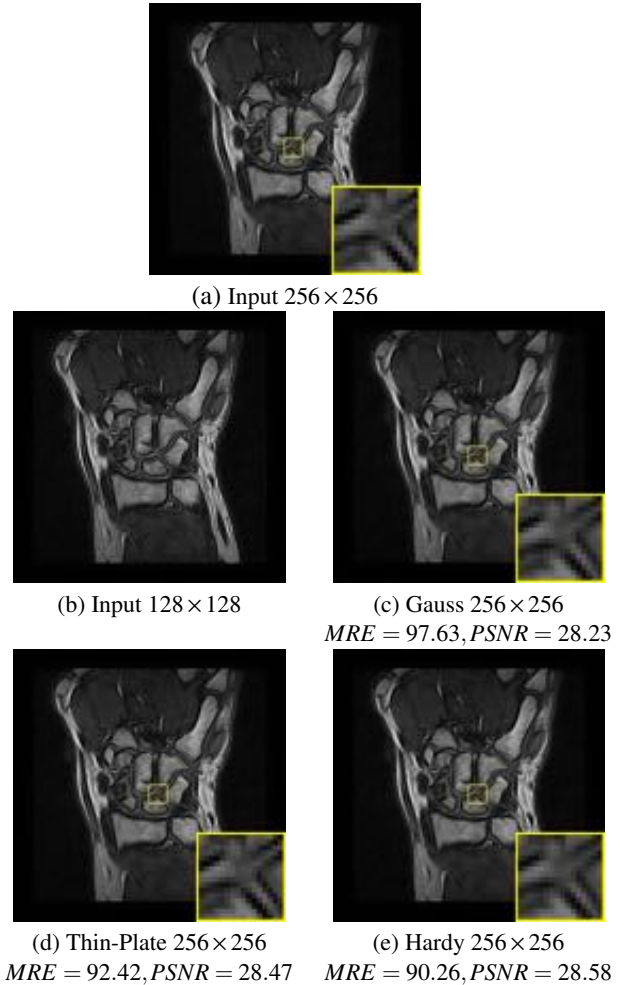 (a) Input 256×256
(b) Input 128×128
(c) Gauss 256×256
MRE = 97.63, PSNR = 28.23
(d) Thin-Plate 256×256
MRE = 92.42, PSNR = 28.47
(e) Hardy 256×256
MRE = 90.26, PSNR = 28.58